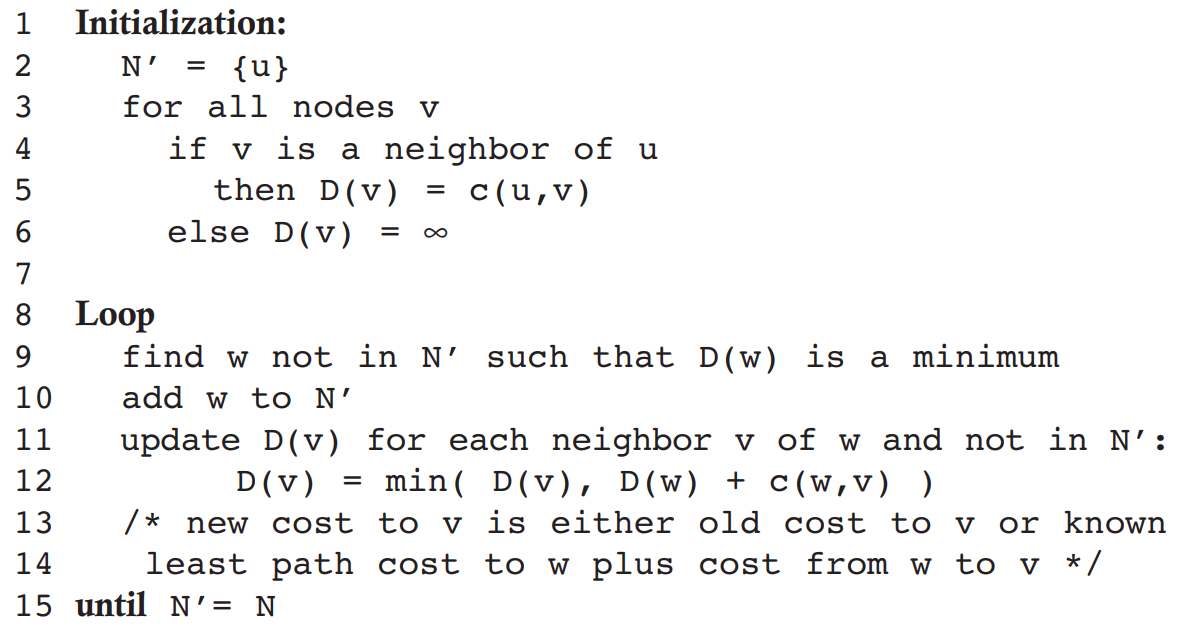 1 Initialization:
2 N’ = {u}
3 for all nodes v
4 if v is a neighbor of u
5 then D(v) = c(u,v)
6 else D(v) = ∞
7
8 Loop
9 find w not in N’ such that D(w) is a minimum
10 add w to N’
11 update D(v) for each neighbor v of w and not in N’:
12 D(v) = min( D(v), D(w) + c(w,v) )
13 /* new cost to v is either old cost to v or known
14 least path cost to w plus cost from w to v */
15 until N’= N